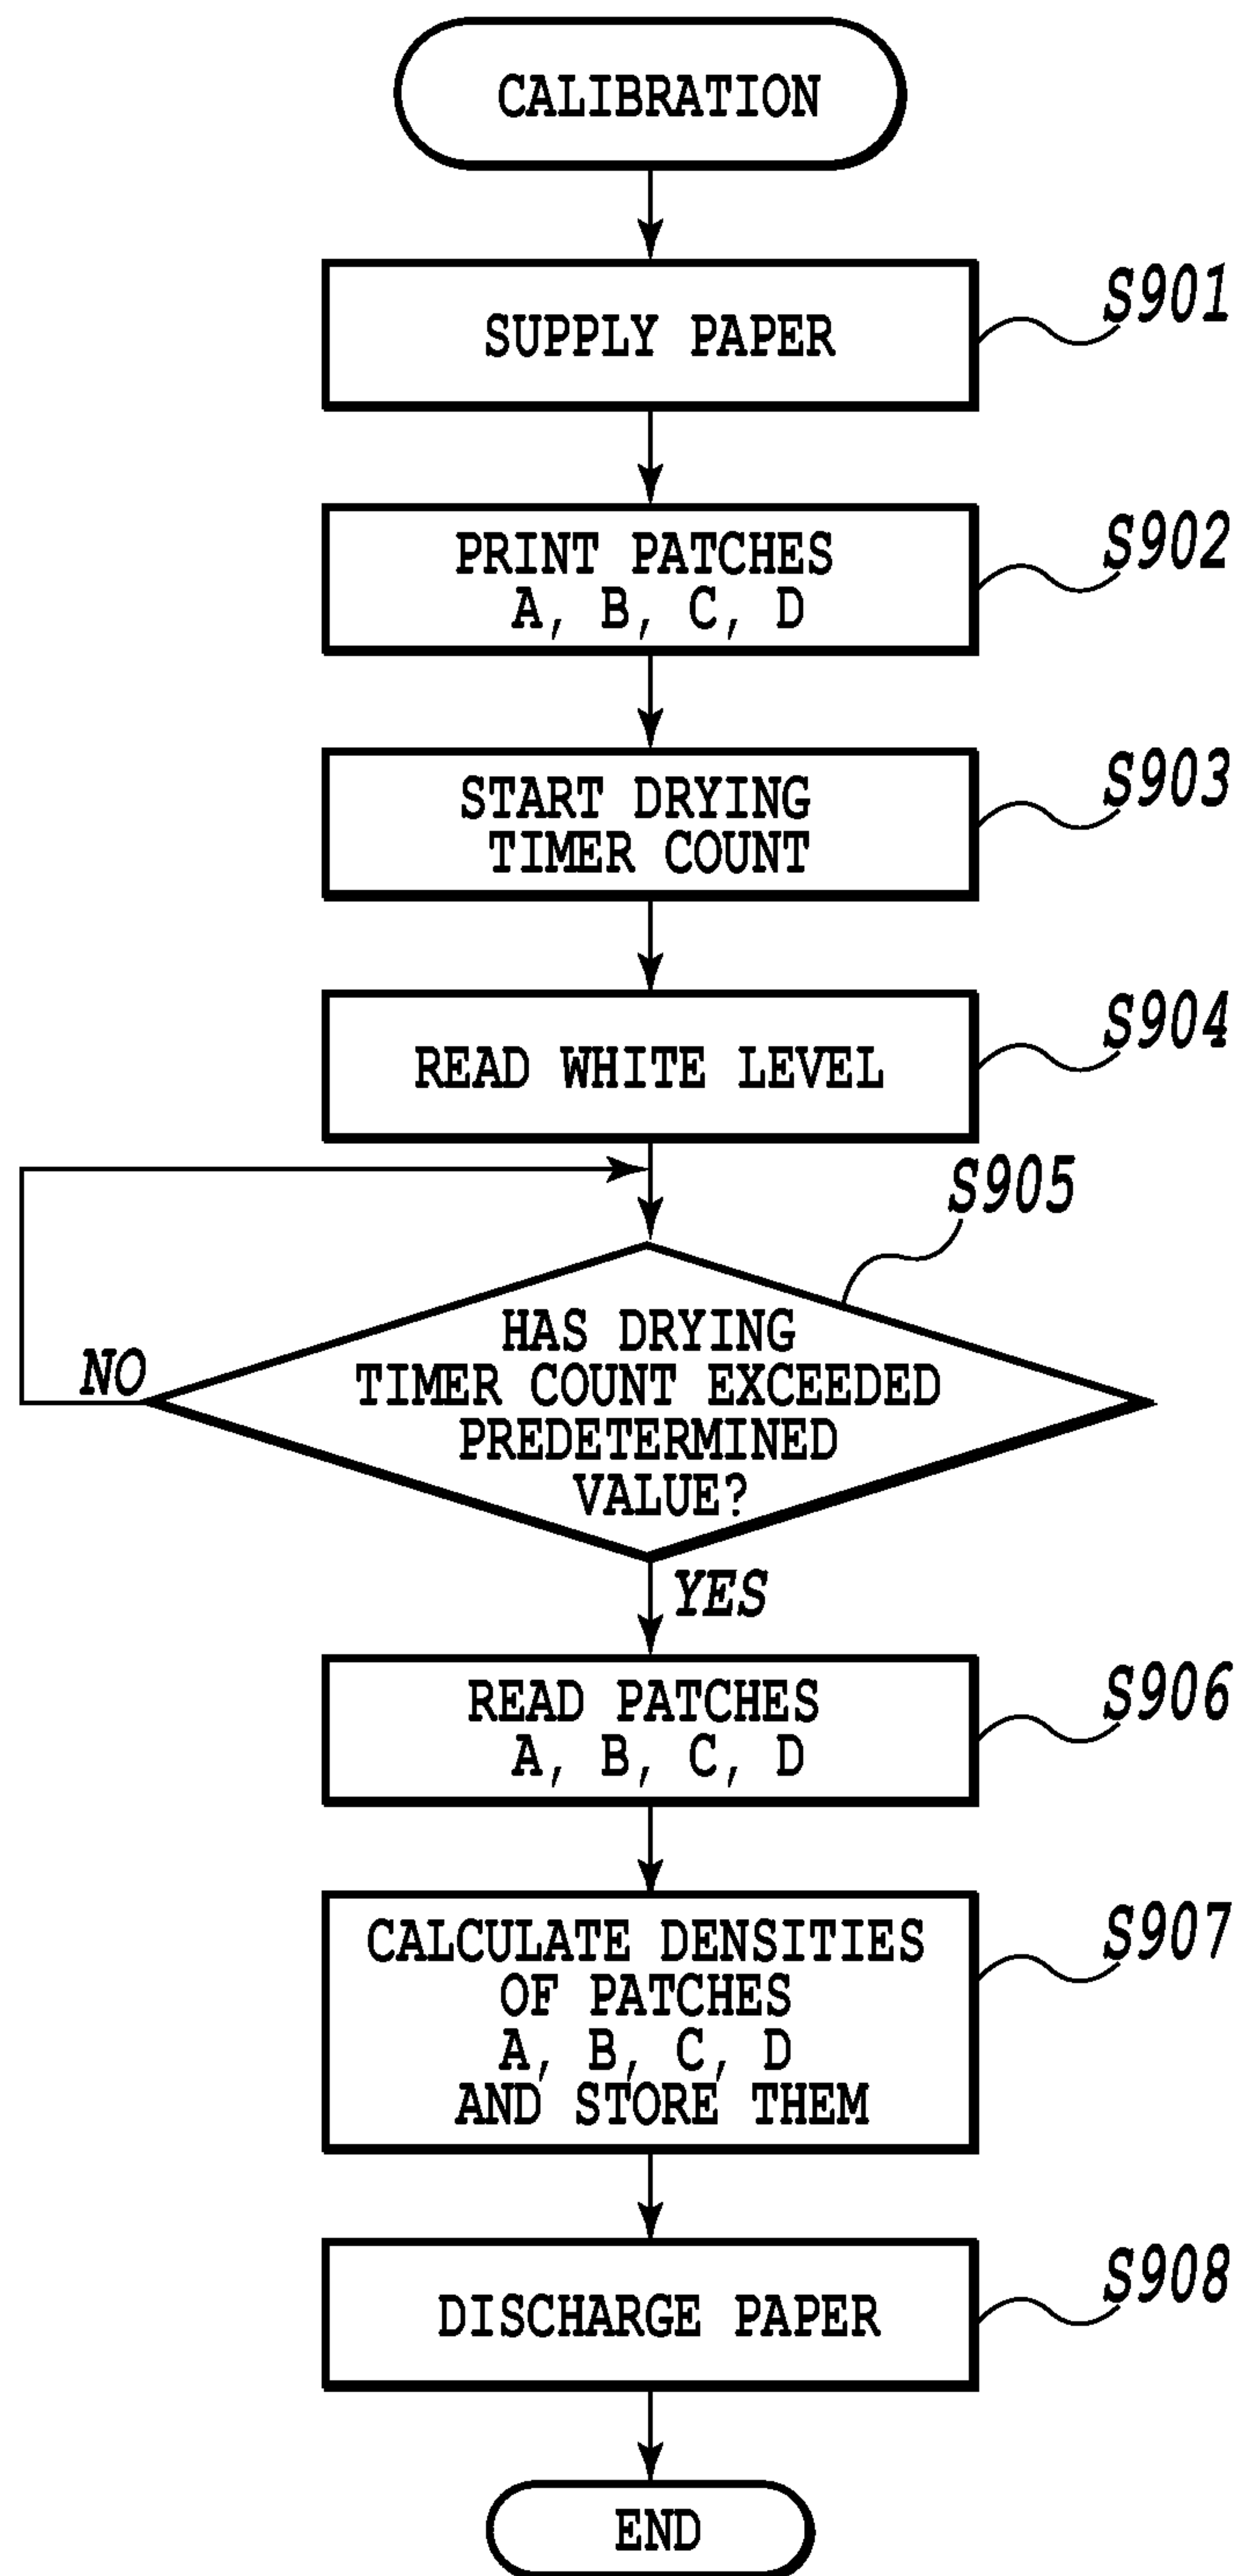 CALIBRATION
SUPPLY PAPER
S901
PRINT PATCHES
A, B, C, D
S902
START DRYING
TIMER COUNT
S903
READ WHITE LEVEL
S904
S905
HAS DRYING
TIMER COUNT EXCEEDED
PREDETERMINED
VALUE?
NO
YES
READ PATCHES
A, B, C, D
S906
CALCULATE DENSITIES
OF PATCHES
A, B, C, D
AND STORE THEM
S907
DISCHARGE PAPER
S908
END